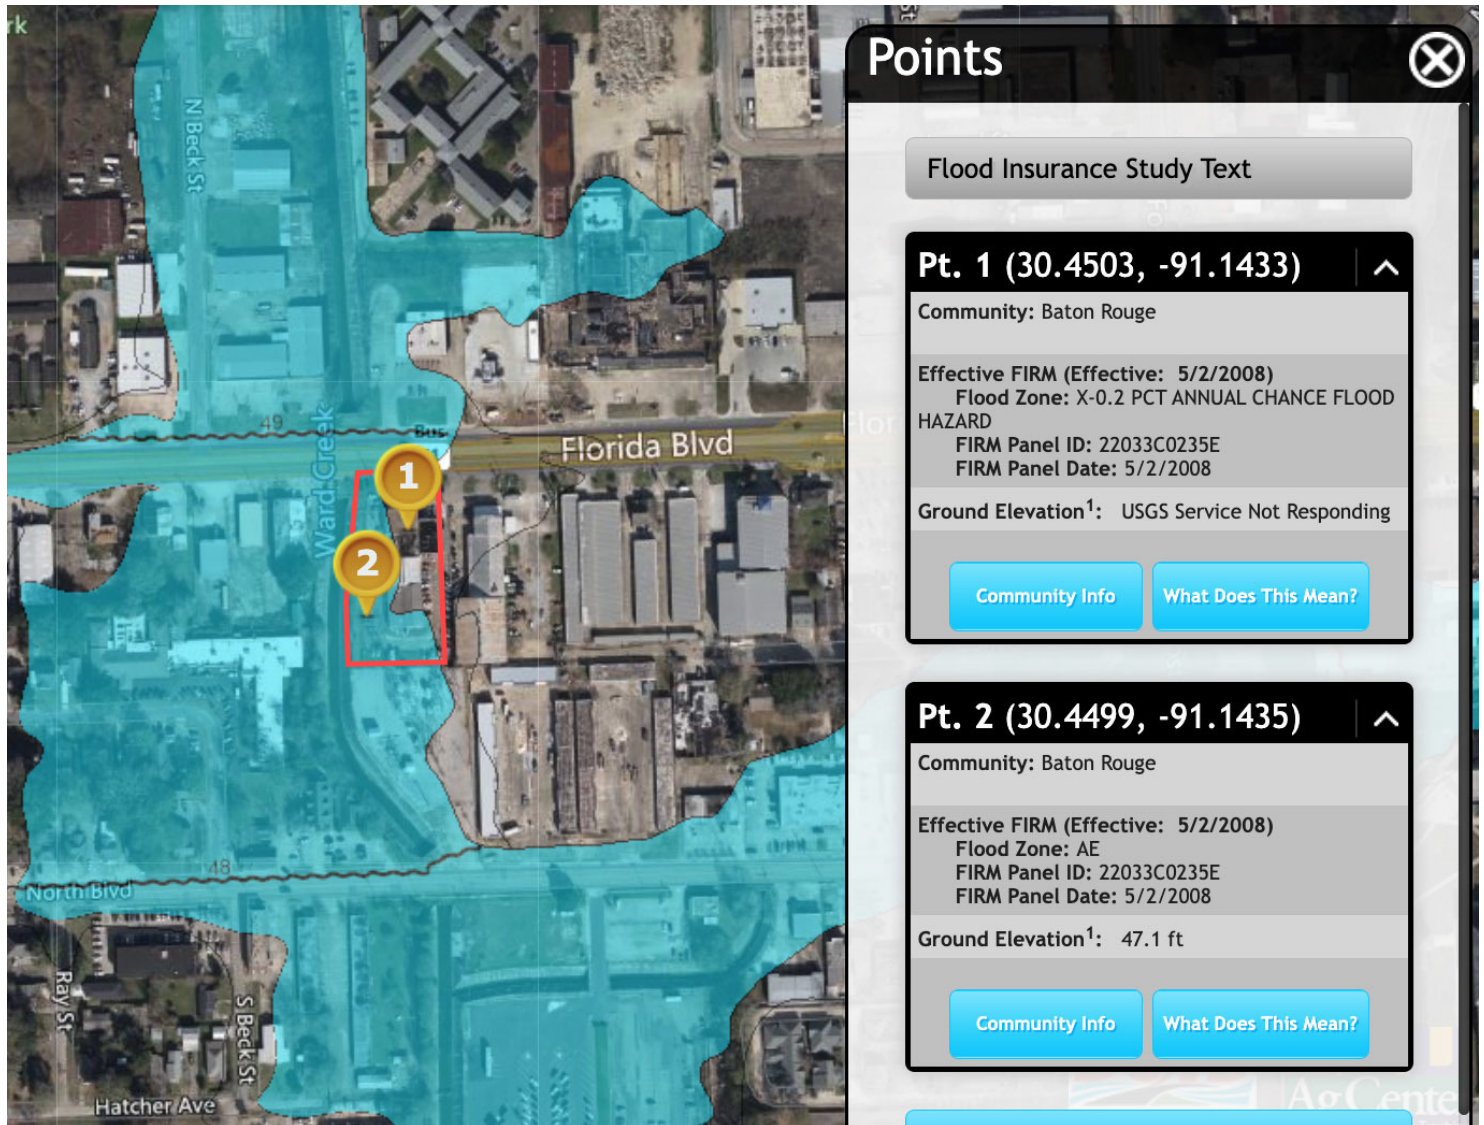 rk
St
N Beck St
49
Bus
Florida Blvd
Flor
Ward Creek
1
2
48
North Blvd
Ray St
S Beck St
Hatcher Ave
Points
Flood Insurance Study Text
Pt. 1 (30.4503, -91.1433)
Community: Baton Rouge
Effective FIRM (Effective: 5/2/2008)
Flood Zone: X-0.2 PCT ANNUAL CHANCE FLOOD
HAZARD
FIRM Panel ID: 22033C0235E
FIRM Panel Date: 5/2/2008
Ground Elevation¹: USGS Service Not Responding
Community Info
What Does This Mean?
Pt. 2 (30.4499, -91.1435)
Community: Baton Rouge
Effective FIRM (Effective: 5/2/2008)
Flood Zone: AE
FIRM Panel ID: 22033C0235E
FIRM Panel Date: 5/2/2008
Ground Elevation¹: 47.1 ft
Community Info
What Does This Mean?
AgCente